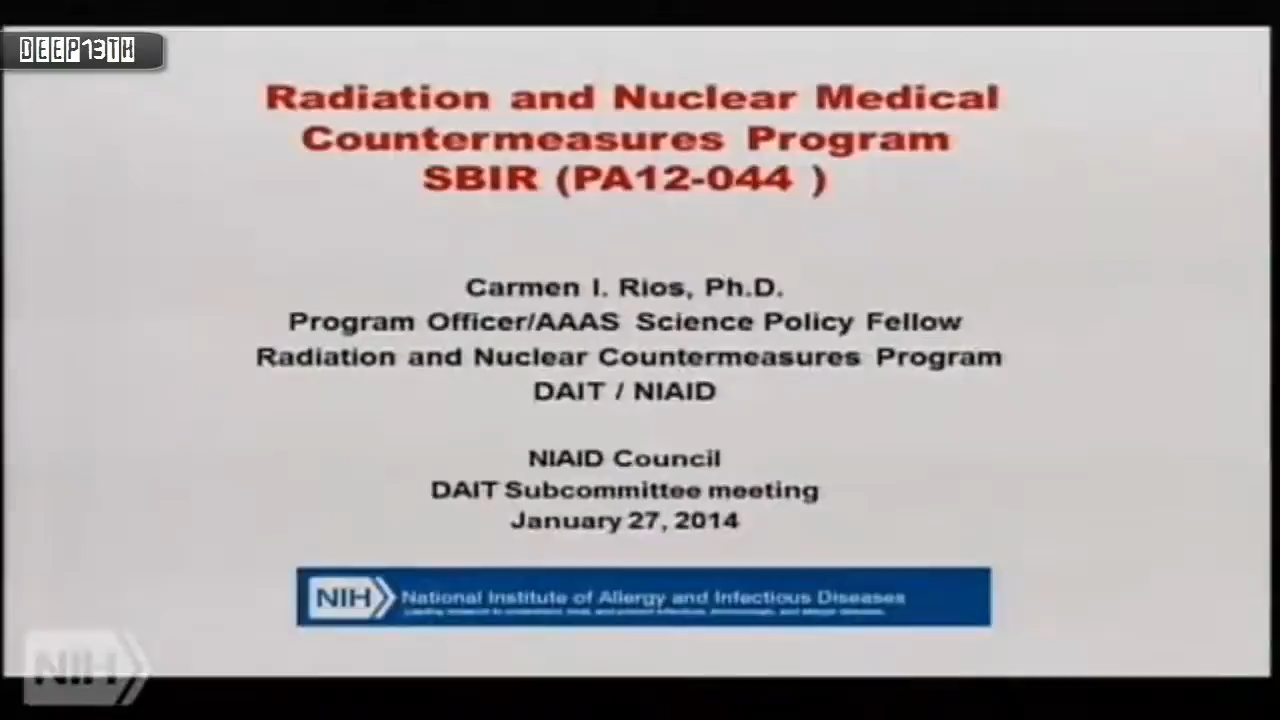 DEEP13TH
Radiation and Nuclear Medical
Countermeasures Program
SBIR (PA12-044 )
Carmen I. Rios, Ph.D.
Program Officer/AAAS Science Policy Fellow
Radiation and Nuclear Countermeasures Program
DAIT / NIAID
NIAID Council
DAIT Subcommittee meeting
January 27, 2014
NIH
National Institute of Allergy and Infectious Diseases
NIH